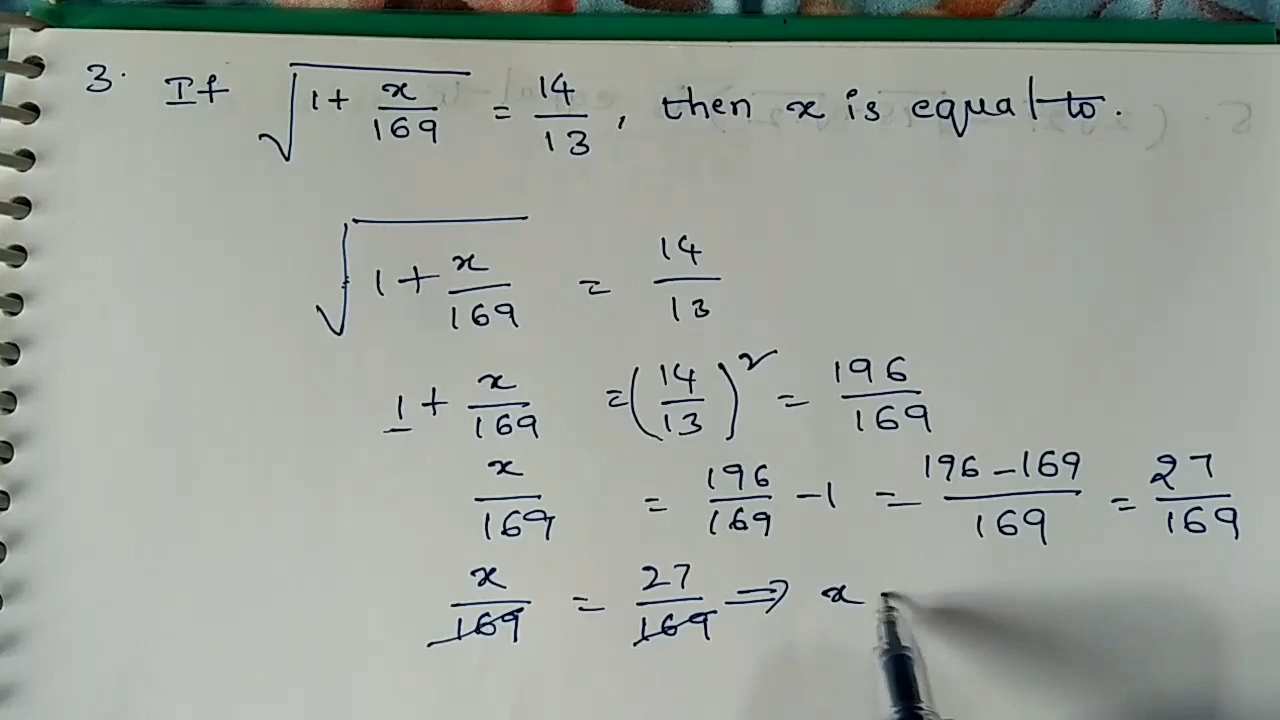 3. If √(1 + x/169) = 14/13, then x is equal to.
√(1 + x/169) = 14/13
1 + x/169 = (14/13)² = 196/169
x/169 = 196/169 - 1 = 196 - 169/169 = 27/169
x/169 = 27/169 ⇒ x